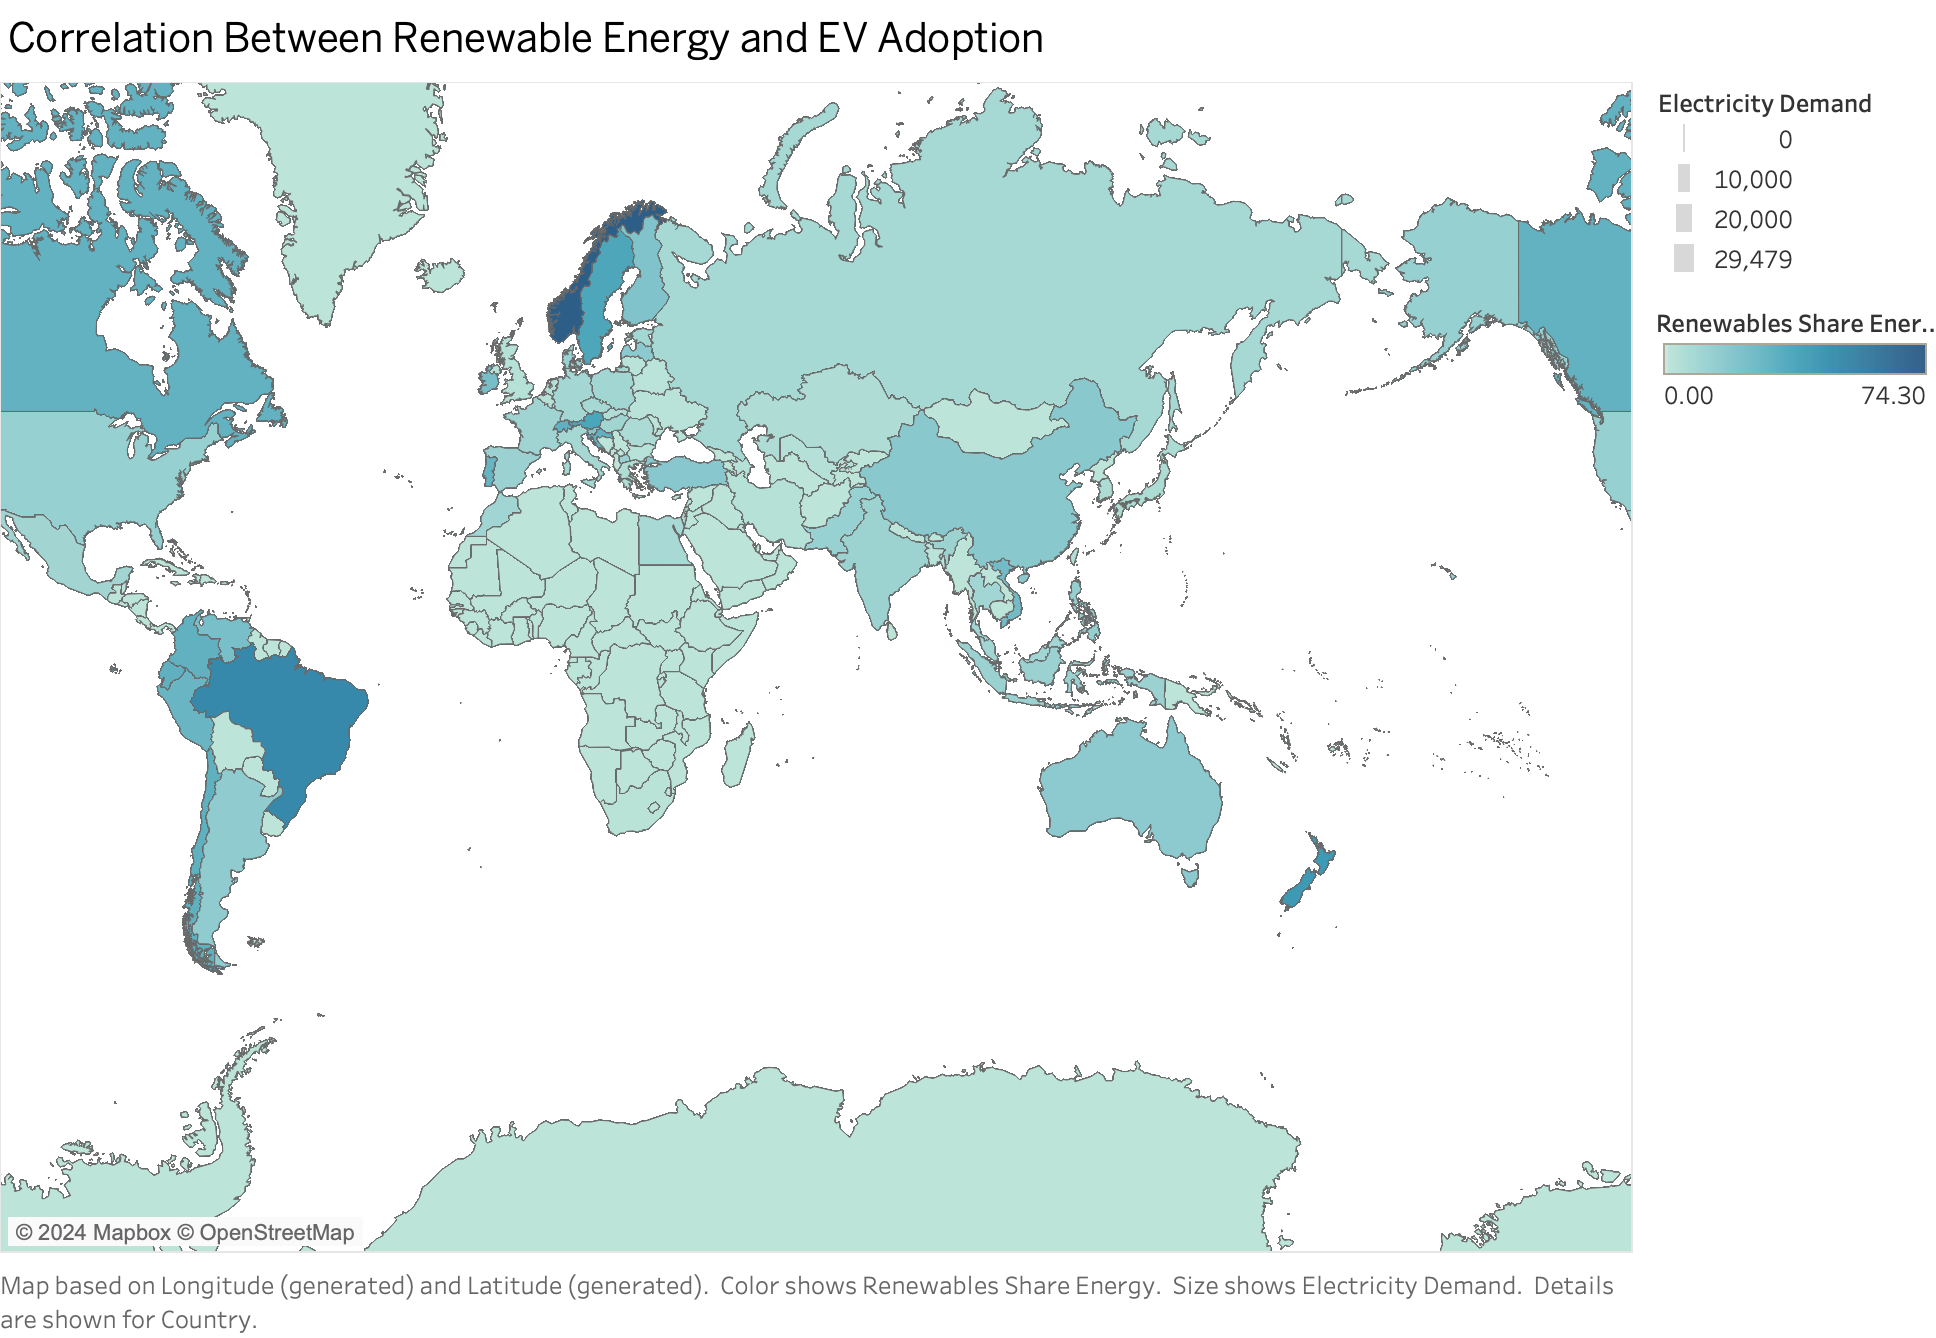 Correlation Between Renewable Energy and EV Adoption
Electricity Demand
0
10,000
20,000
29,479
Renewables Share Ener..
0.00 74.30
© 2024 Mapbox © OpenStreetMap
Map based on Longitude (generated) and Latitude (generated).  Color shows Renewables Share Energy.  Size shows Electricity Demand.  Details
are shown for Country.